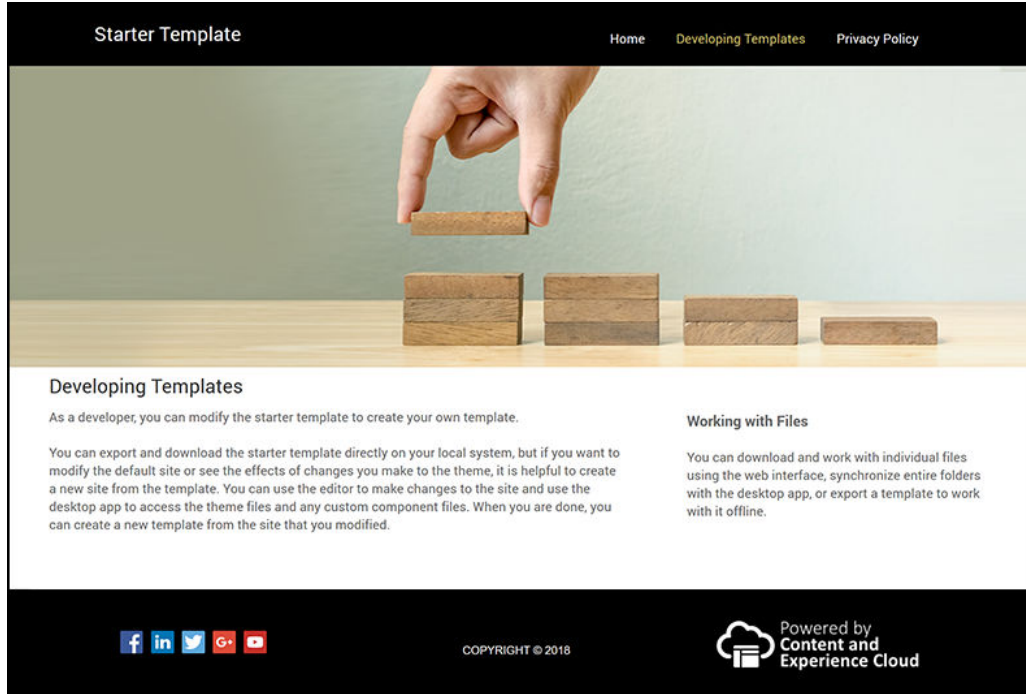 Starter Template
Home Developing Templates Privacy Policy
Developing Templates
As a developer, you can modify the starter template to create your own template.
You can export and download the starter template directly on your local system, but if you want to
modify the default site or see the effects of changes you make to the theme, it is helpful to create
a new site from the template. You can use the editor to make changes to the site and use the
desktop app to access the theme files and any custom component files. When you are done, you
can create a new template from the site that you modified.
Working with Files
You can download and work with individual files
using the web interface, synchronize entire folders
with the desktop app, or export a template to work
with it offline.
f in G+
COPYRIGHT © 2018
Powered by
Content and
Experience Cloud